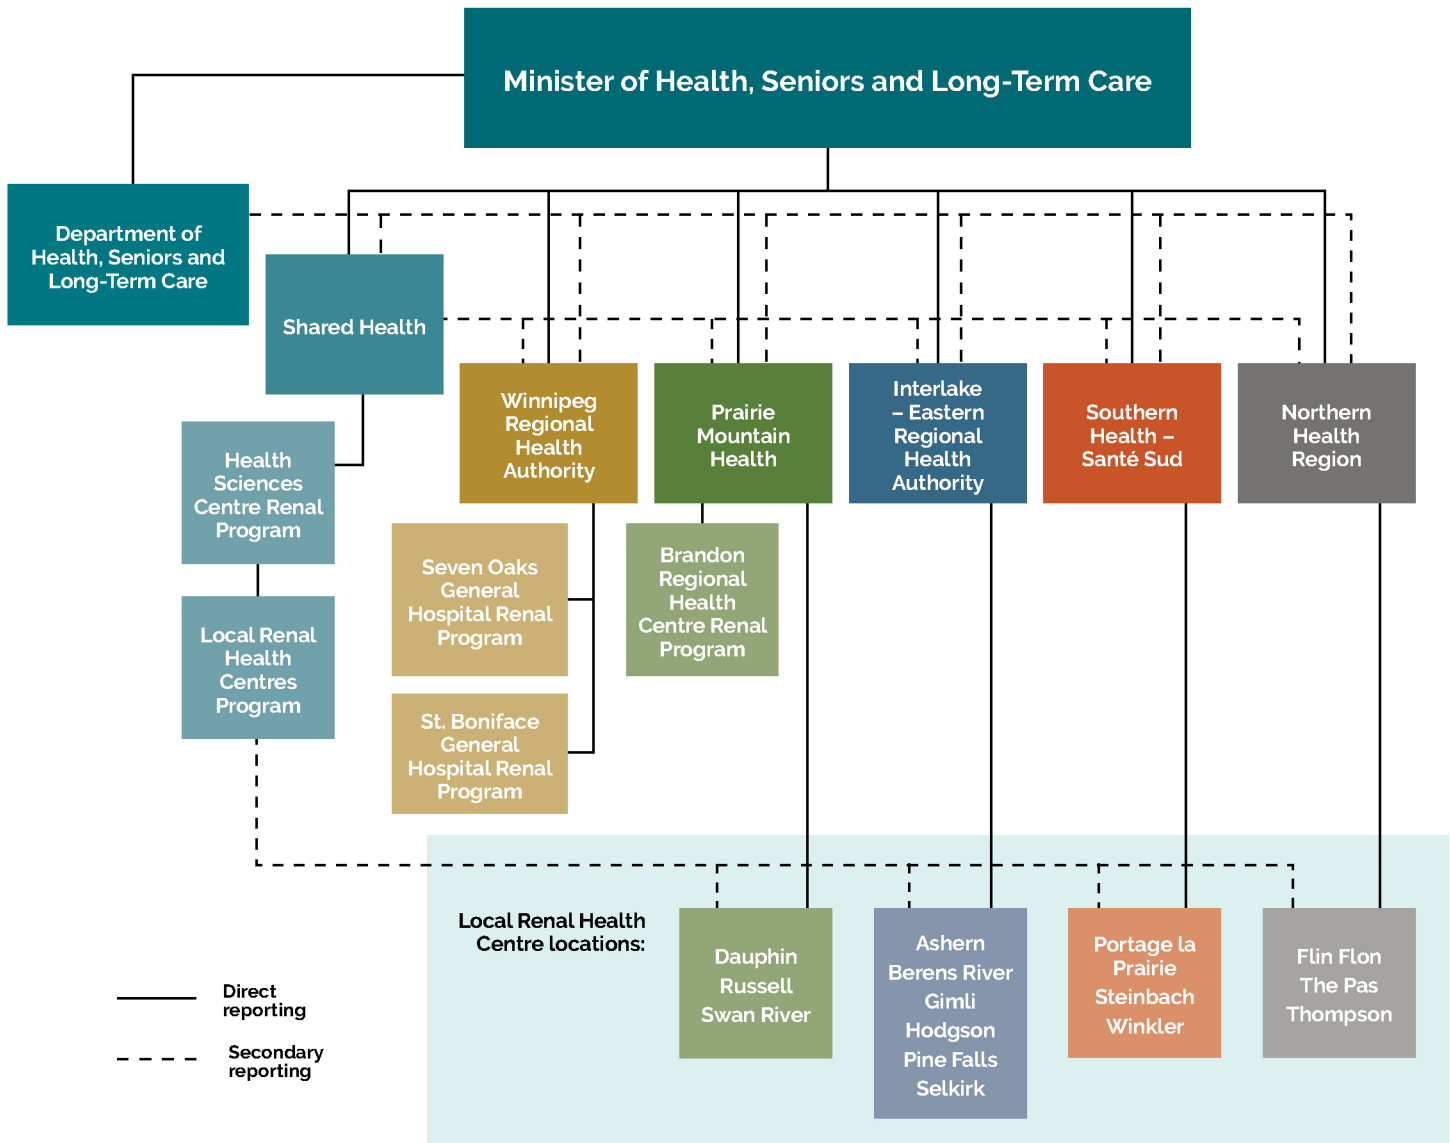 Minister of Health, Seniors and Long-Term Care
Department of
Health, Seniors and
Long-Term Care
Shared Health
Winnipeg
Regional
Health
Authority
Prairie
Mountain
Health
Interlake
– Eastern
Regional
Health
Authority
Southern
Health –
Santé Sud
Northern
Health
Region
Health
Sciences
Centre Renal
Program
Seven Oaks
General
Hospital Renal
Program
Brandon
Regional
Health
Centre Renal
Program
Local Renal
Health
Centres
Program
St. Boniface
General
Hospital Renal
Program
Local Renal Health
Centre locations:
Dauphin
Russell
Swan River
Ashern
Berens River
Gimli
Hodgson
Pine Falls
Selkirk
Portage la
Prairie
Steinbach
Winkler
Flin Flon
The Pas
Thompson
Direct
reporting
Secondary
reporting